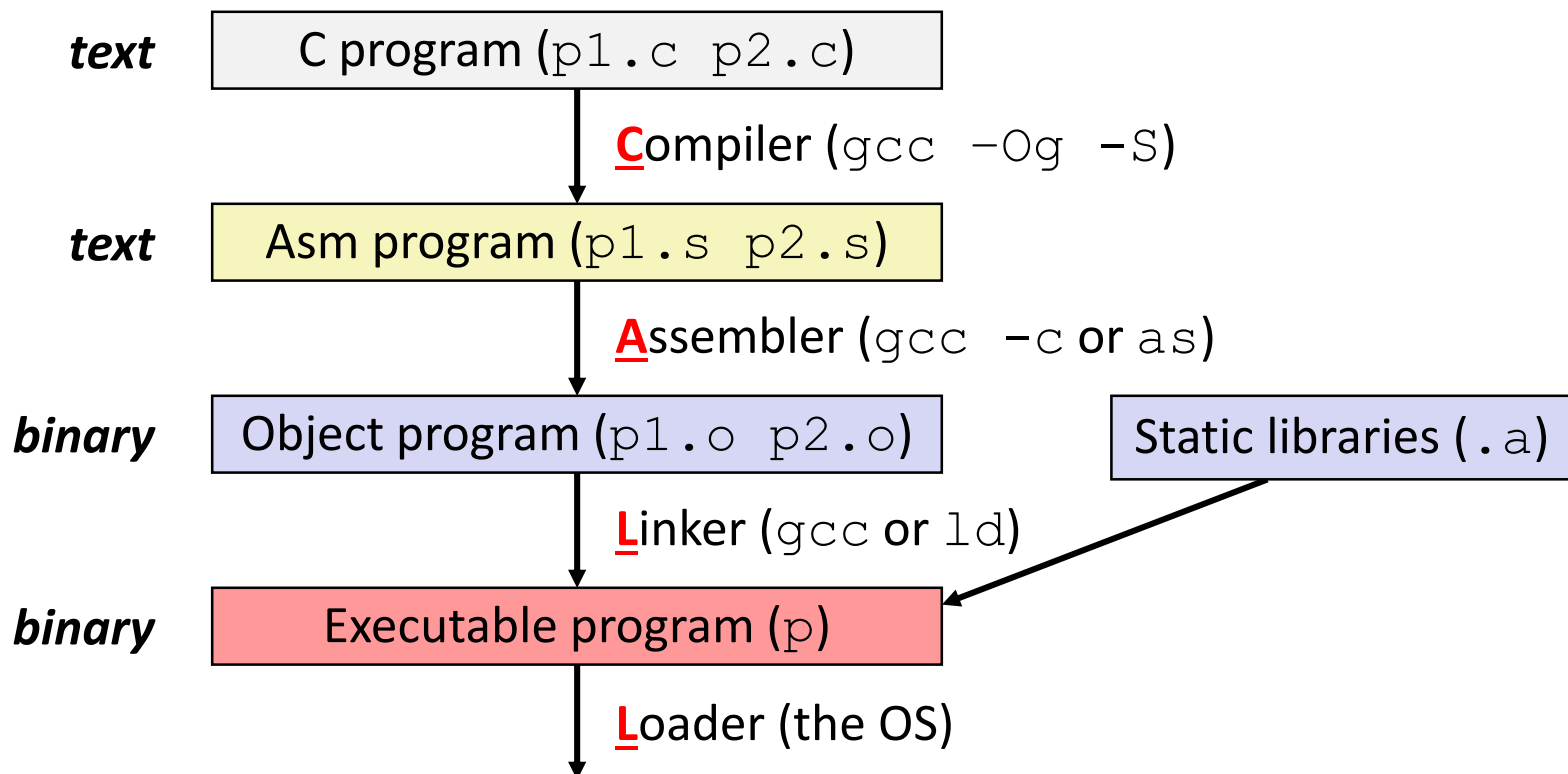 text C program (p1.c p2.c)
Compiler (gcc -Og -S)
text Asm program (p1.s p2.s)
Assembler (gcc -c or as)
binary Object program (p1.o p2.o) Static libraries (.a)
Linker (gcc or ld)
binary Executable program (p)
Loader (the OS)